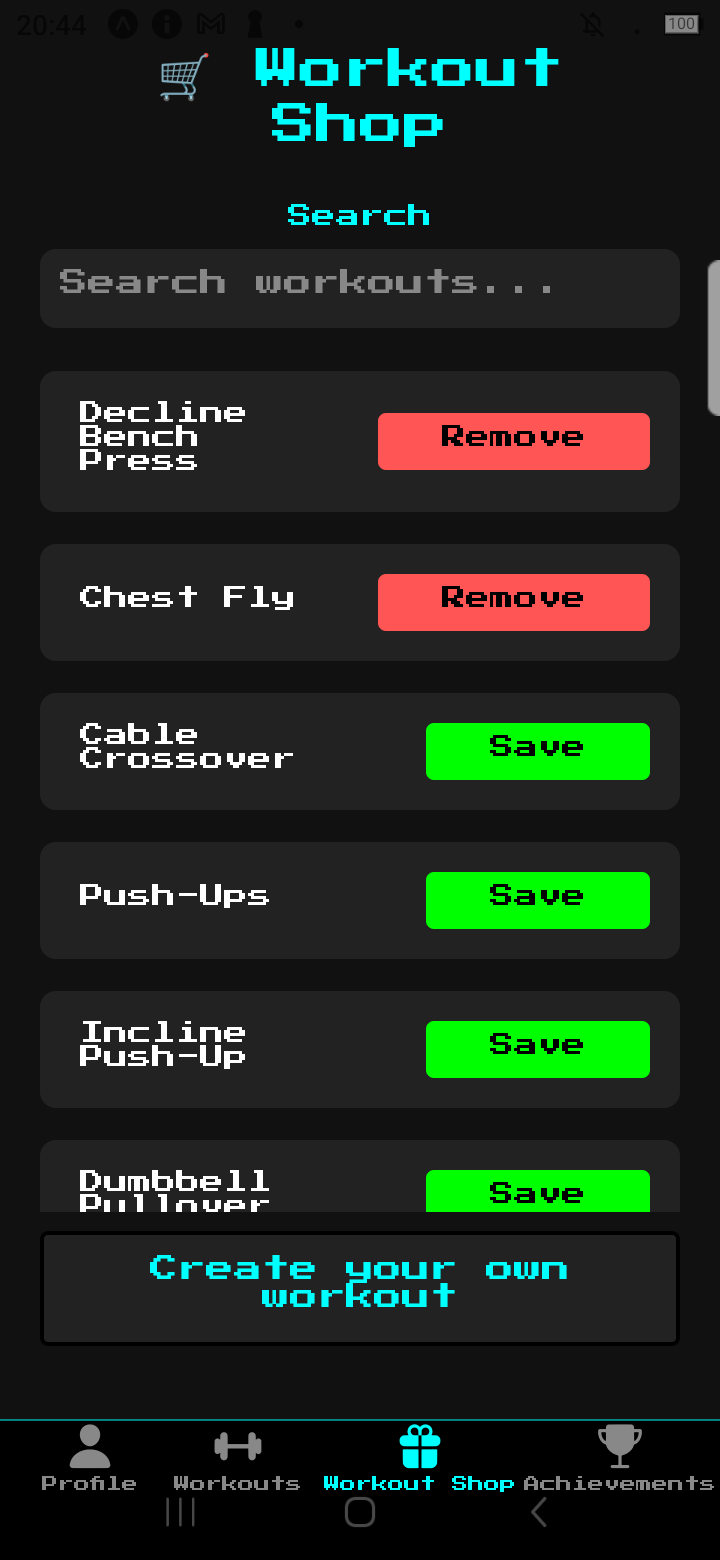 20:44
100
🛒 Workout
Shop
Search
Search workouts...
Decline
Bench
Press
Remove
Chest Fly
Remove
Cable
Crossover
Save
Push-Ups
Save
Incline
Push-Up
Save
Dumbbell
Pullover
Save
Create your own
workout
Profile
Workouts
Workout Shop
Achievements